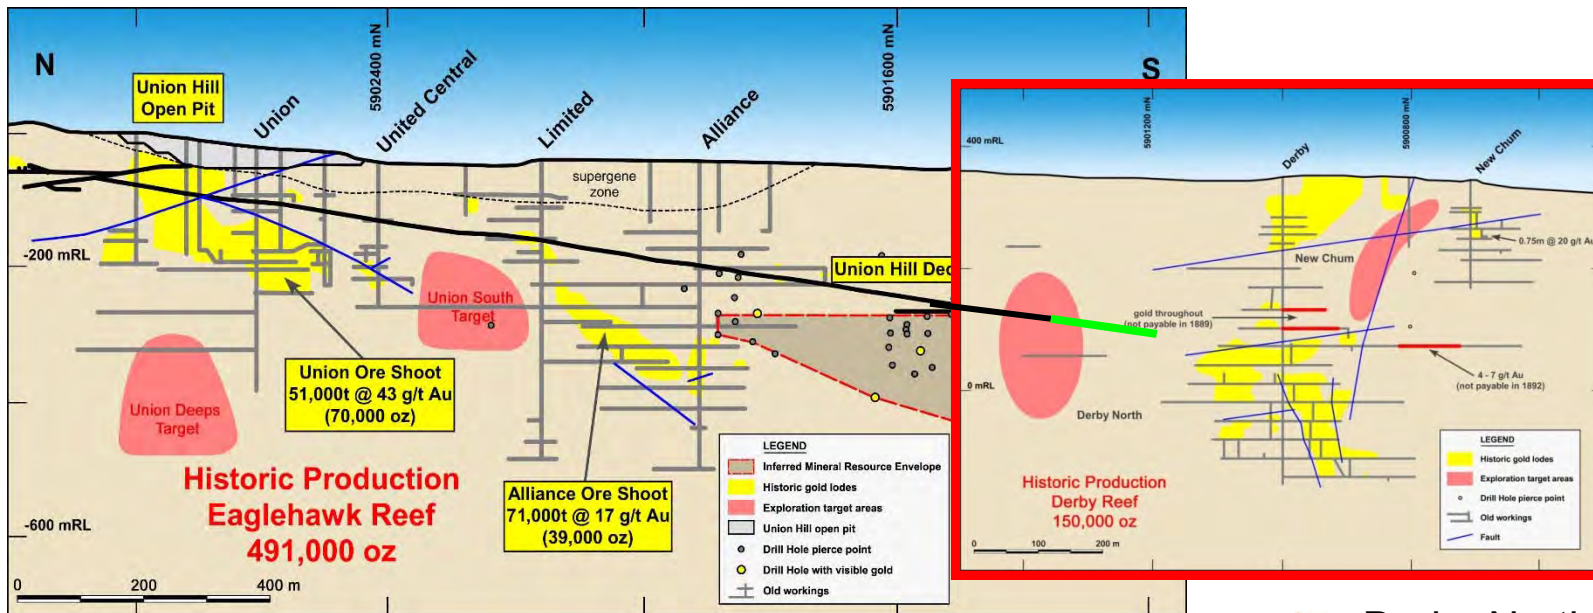 N
Union Hill
Open Pit
Union
5902400 mN
United Central
Limited
Alliance
5901600 mN
S
supergene
zone
-200 mRL
Union Hill Dec
Union South
Target
Union Ore Shoot
51,000t @ 43 g/t Au
(70,000 oz)
Union Deeps
Target
Historic Production
Eaglehawk Reef
491,000 oz
Alliance Ore Shoot
71,000t @ 17 g/t Au
(39,000 oz)
-600 mRL
0 200 400 m
LEGEND
Inferred Mineral Resource Envelope
Historic gold lodes
Exploration target areas
Union Hill open pit
Drill Hole pierce point
Drill Hole with visible gold
Old workings
400 mRL
5901200 mN
Derby
5900800 mN
New Chum
0.75m @ 20 g/t Au
New Chum
gold throughout
(not payable in 1889)
4 - 7 g/t Au
(not payable in 1892)
0 mRL
Derby North
Historic Production
Derby Reef
150,000 oz
0 100 200 m
LEGEND
Historic gold lodes
Exploration target areas
Drill Hole pierce point
Old workings
Fault